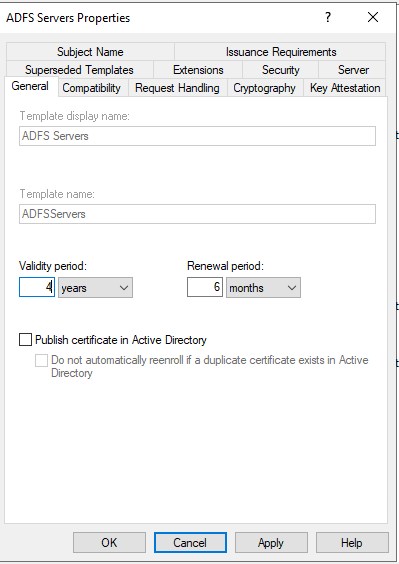 ADFS Servers Properties
?
Subject Name
Issuance Requirements
Superseded Templates
Extensions
Security
Server
General
Compatibility
Request Handling
Cryptography
Key Attestation
Template display name:
ADFS Servers
Template name:
ADFSServers
Validity period:
Renewal period:
4
years
6
months
Publish certificate in Active Directory
Do not automatically reenroll if a duplicate certificate exists in Active
Directory
OK
Cancel
Apply
Help